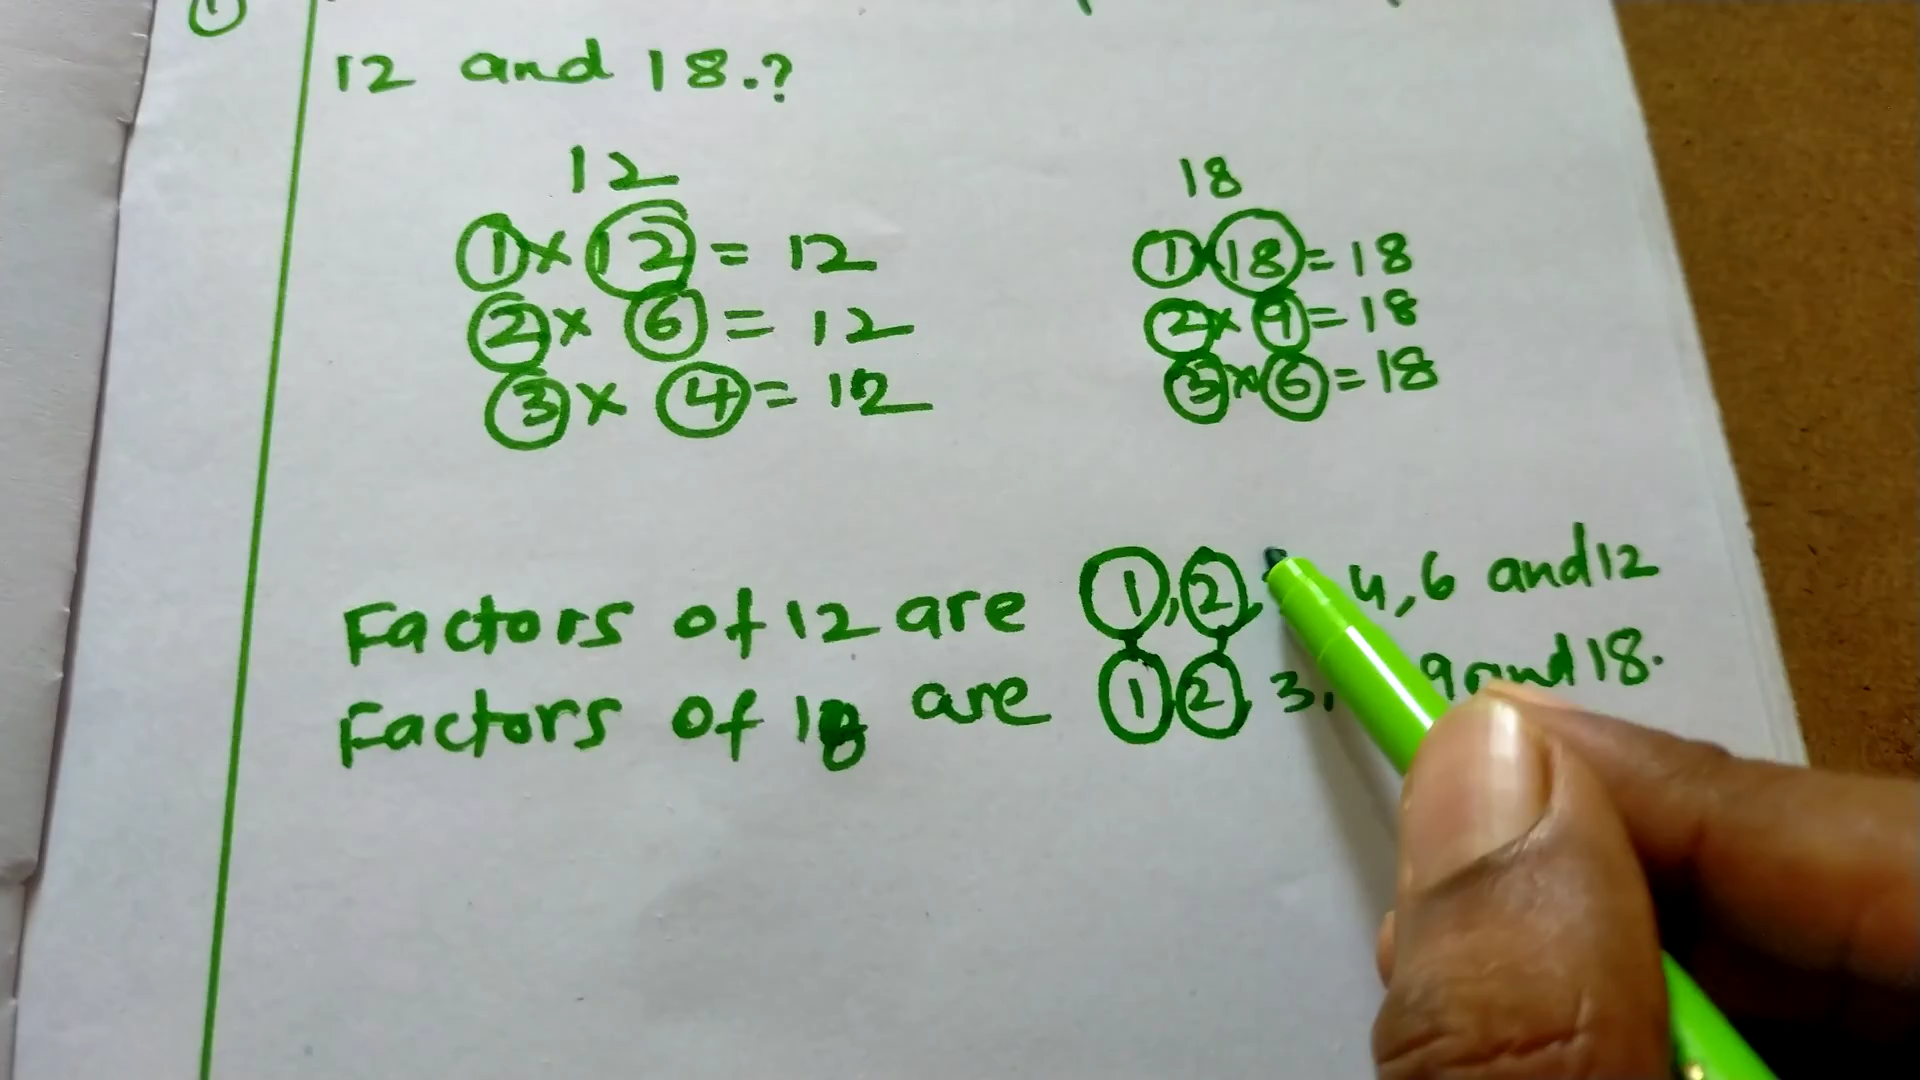 1
12 and 18.?
12
1 × 12 = 12
2 × 6 = 12
3 × 4 = 12
18
1 × 18 = 18
2 × 9 = 18
3 × 6 = 18
Factors of 12 are 1, 2, 4, 6 and 12
Factors of 18 are 1 2, 3, 9 and 18.